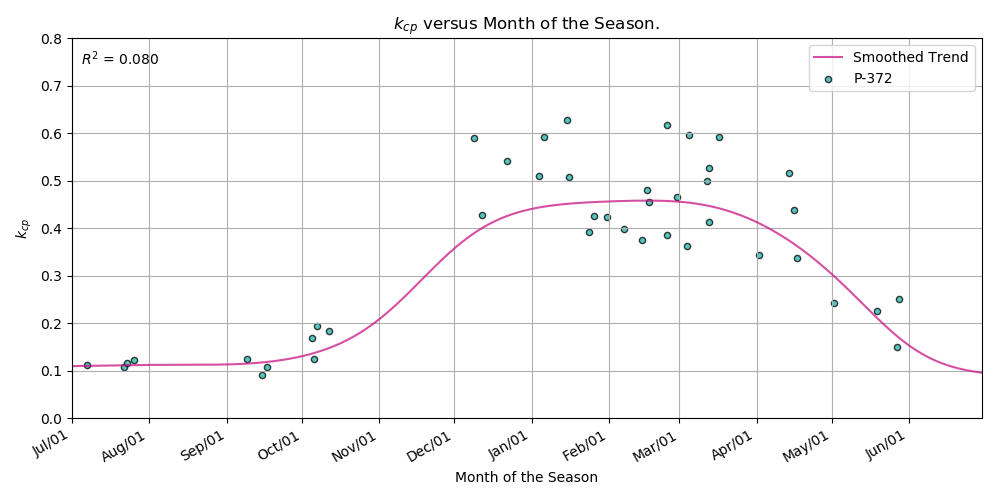 k_cp versus Month of the Season.
R² = 0.080
Smoothed Trend
P-372
k_cp
0.8
0.7
0.6
0.5
0.4
0.3
0.2
0.1
0.0
Jul/01
Aug/01
Sep/01
Oct/01
Nov/01
Dec/01
Jan/01
Feb/01
Mar/01
Apr/01
May/01
Jun/01
Month of the Season